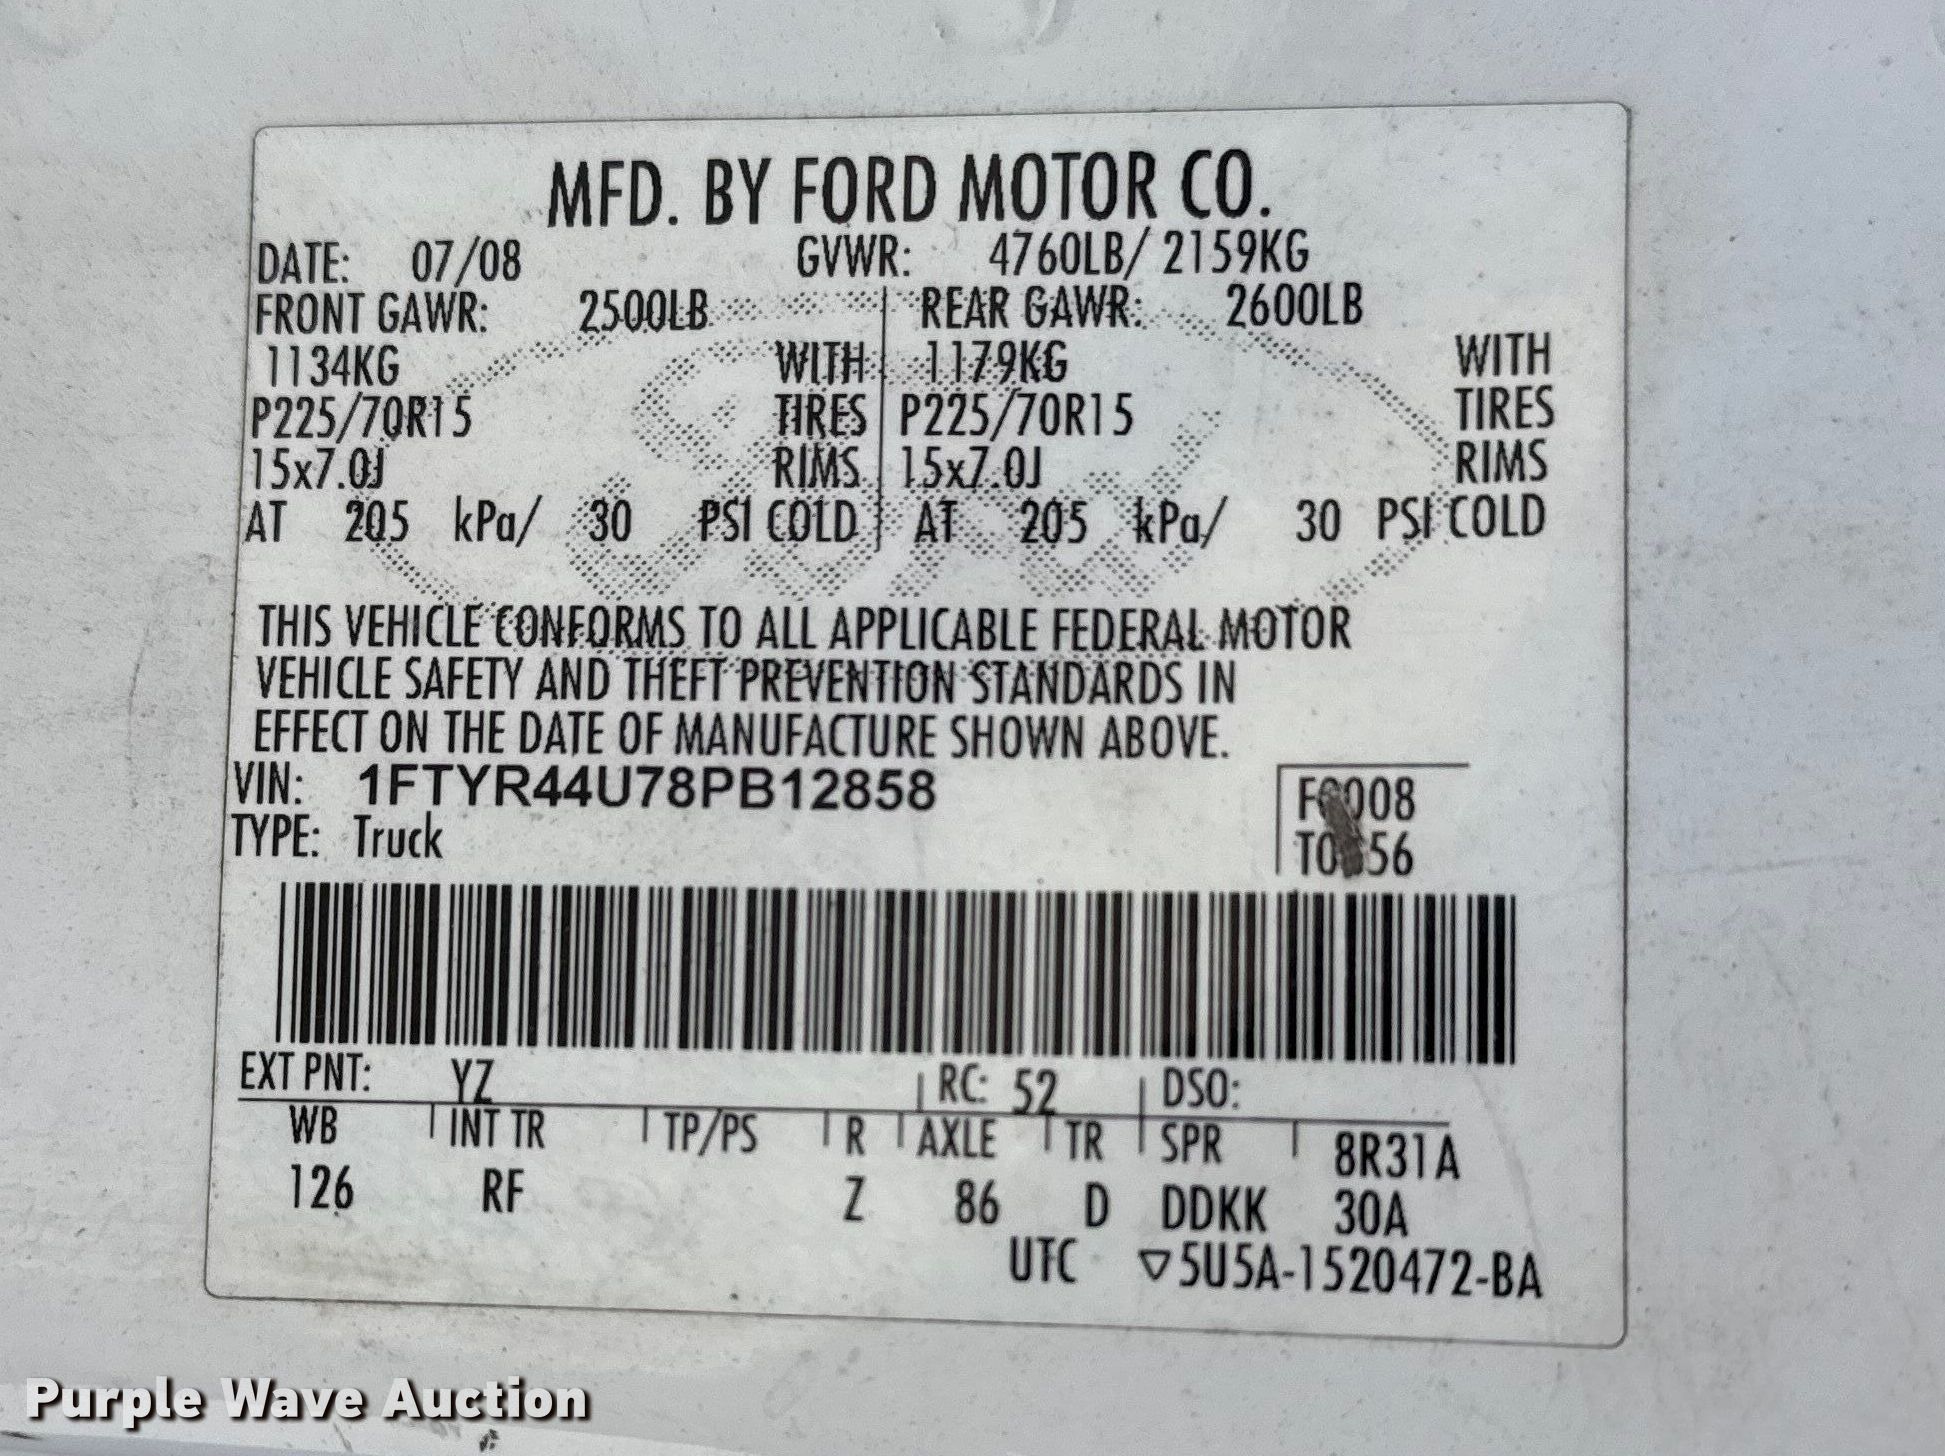 MFD. BY FORD MOTOR CO.
DATE: 07/08 GVWR: 4760LB/ 2159KG
FRONT GAWR: 2500LB REAR GAWR: 2600LB
1134KG WITH 1179KG WITH
P225/70R15 TIRES P225/70R15 TIRES
15x7.0J RIMS 15x7.0J RIMS
AT 205 kPa/ 30 PSI COLD AT 205 kPa/ 30 PSI COLD
THIS VEHICLE CONFORMS TO ALL APPLICABLE FEDERAL MOTOR
VEHICLE SAFETY AND THEFT PREVENTION STANDARDS IN
EFFECT ON THE DATE OF MANUFACTURE SHOWN ABOVE.
VIN: 1FTYR44U78PB12858
TYPE: Truck
EXT PNT: YZ RC: 52 DSO:
WB INT TR TP/PS R AXLE TR SPR 8R31A
126 RF Z 86 D DDKK 30A
UTC ▽5U5A-1520472-BA
Purple Wave Auction